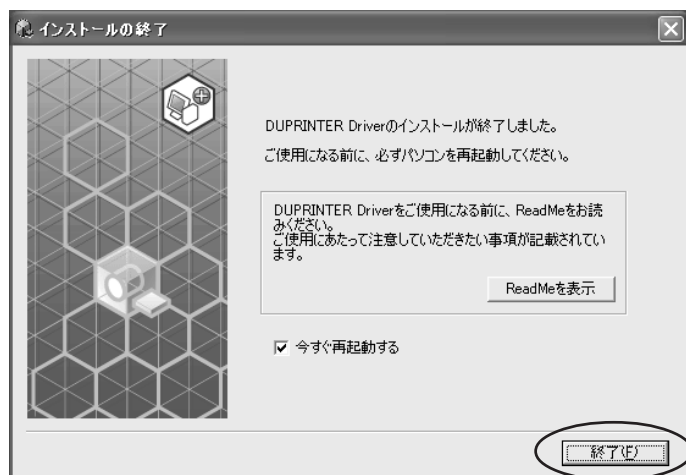 インストールの終了
DUPRINTER Driverのインストールが終了しました。
ご使用になる前に、必ずパソコンを再起動してください。
DUPRINTER Driverをご使用になる前に、ReadMeをお読
みください。
ご使用にあたって注意していただきたい事項が記載されてい
ます。
ReadMeを表示
今すぐ再起動する
終了(F)